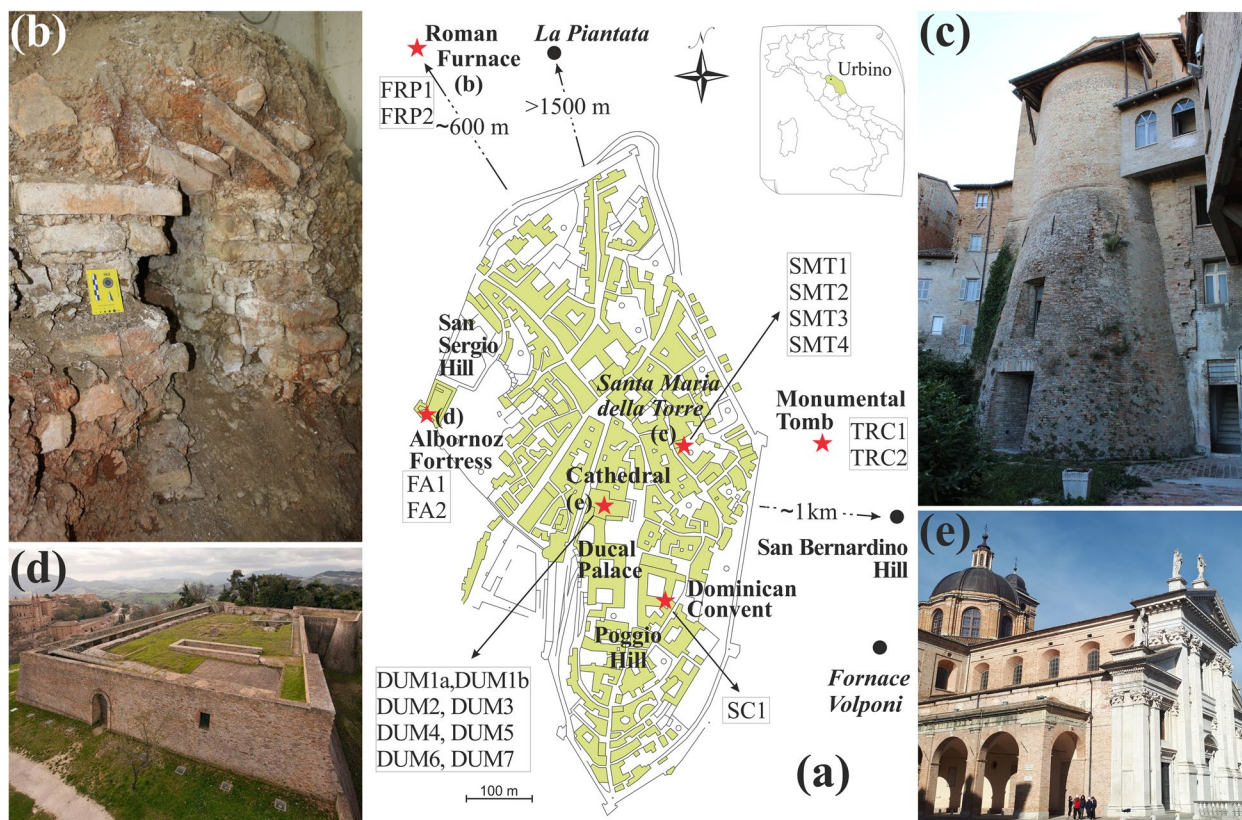 (b)
Roman
Furnace
(b)
FRP1
FRP2
~600 m
La Piantata
>1500 m
N
Urbino
(c)
San
Sergio
Hill
(d)
Albornoz
Fortress
FA1
FA2
SMT1
SMT2
SMT3
SMT4
Santa Maria
della Torre
(c)
Monumental
Tomb
TRC1
TRC2
Cathedral
(e)
~1km
San Bernardino
Hill
Ducal
Palace
Dominican
Convent
Poggio
Hill
(d)
DUM1a,DUM1b
DUM2, DUM3
DUM4, DUM5
DUM6, DUM7
SC1
Fornace
Volponi
100 m
(a)
(e)